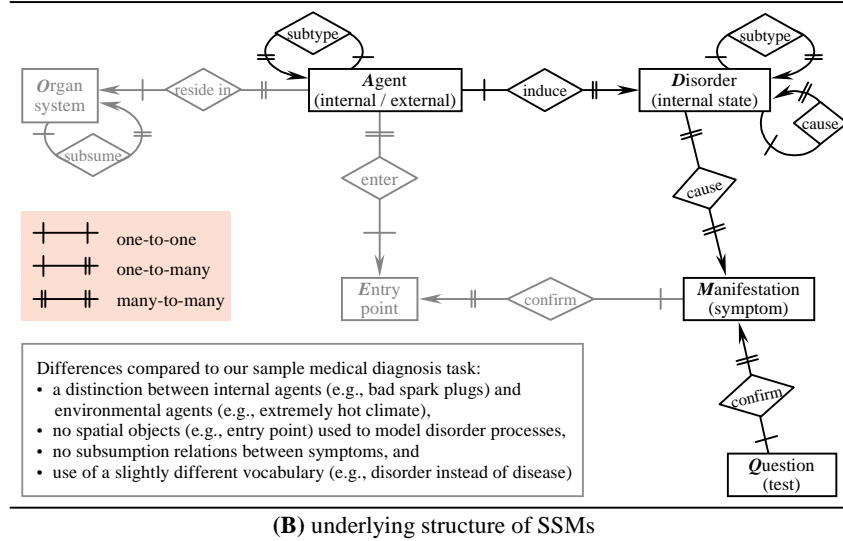 subtype
subtype
Organ
system
reside in
Agent
(internal / external)
induce
Disorder
(internal state)
subsume
cause
enter
cause
one-to-one
one-to-many
many-to-many
Entry
point
confirm
Manifestation
(symptom)
Differences compared to our sample medical diagnosis task:
• a distinction between internal agents (e.g., bad spark plugs) and
environmental agents (e.g., extremely hot climate),
• no spatial objects (e.g., entry point) used to model disorder processes,
• no subsumption relations between symptoms, and
• use of a slightly different vocabulary (e.g., disorder instead of disease)
confirm
Question
(test)
(B) underlying structure of SSMs